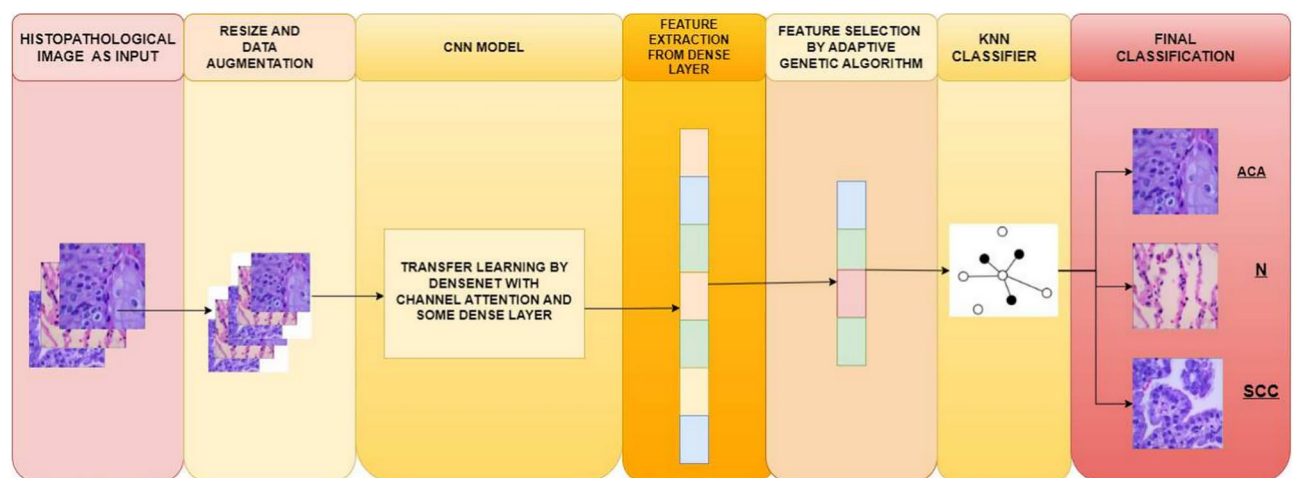 HISTOPATHOLOGICAL
IMAGE AS INPUT
RESIZE AND
DATA
AUGMENTATION
CNN MODEL
FEATURE
EXTRACTION
FROM DENSE
LAYER
FEATURE SELECTION
BY ADAPTIVE
GENETIC ALGORITHM
KNN
CLASSIFIER
FINAL
CLASSIFICATION
TRANSFER LEARNING BY
DENSENET WITH
CHANNEL ATTENTION AND
SOME DENSE LAYER
ACA
N
SCC